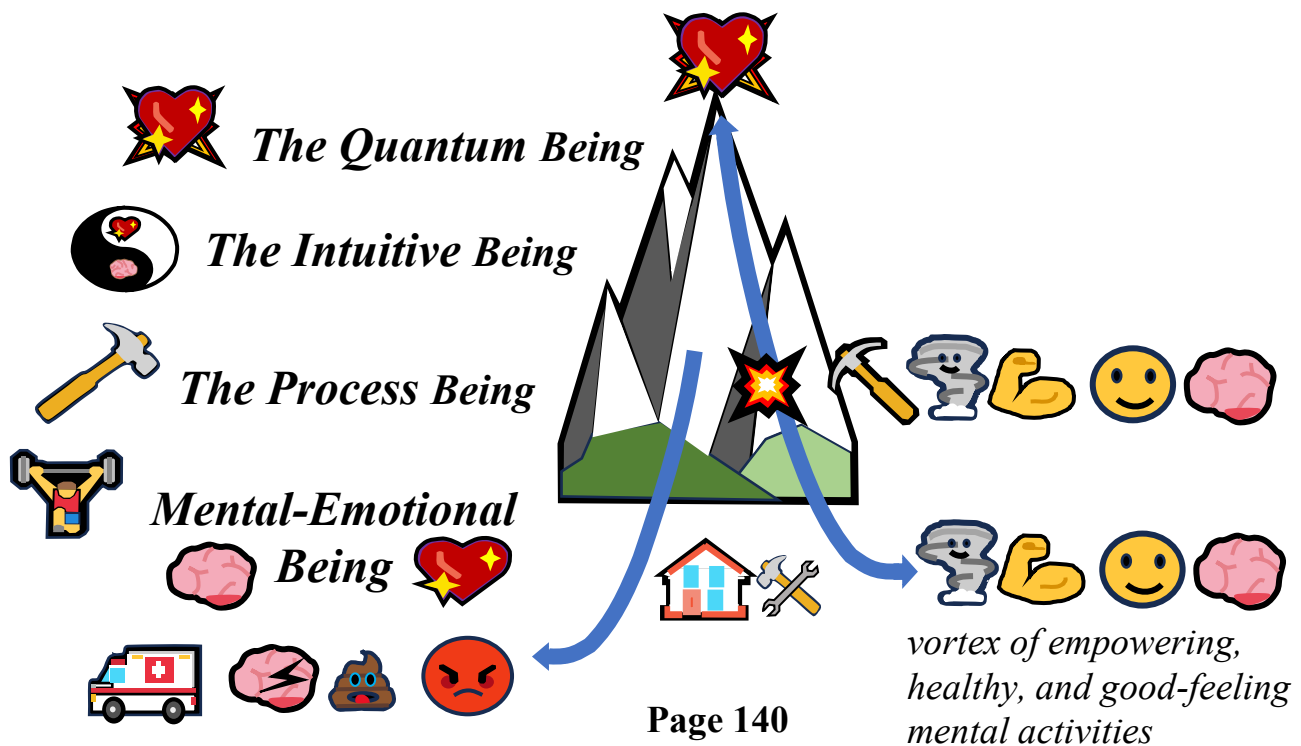 The Quantum Being
The Intuitive Being
The Process Being
Mental-Emotional
Being
Page 140
vortex of empowering,
healthy, and good-feeling
mental activities